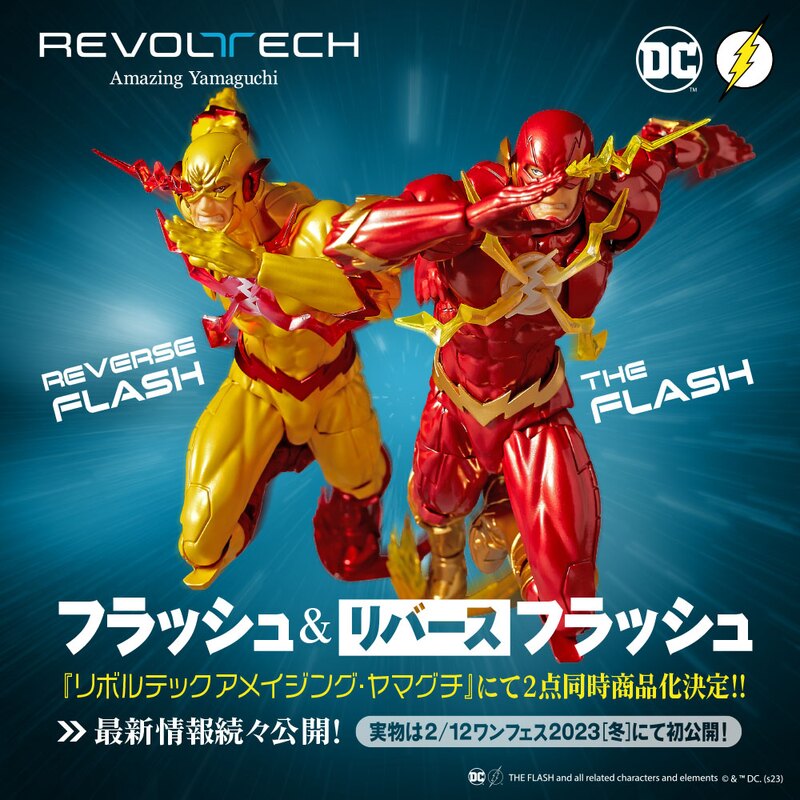 REVOLTECH
Amazing Yamaguchi
DC
TM
REVERSE
FLASH
THE
FLASH
フラッシュ&リバースフラッシュ
『リボルテックアメイジング・ヤマグチ』にて2点同時商品化決定!!
最新情報続々公開!
実物は2/12ワンフェス2023[冬]にて初公開!
DC THE FLASH and all related characters and elements © & ™ DC. (s23)